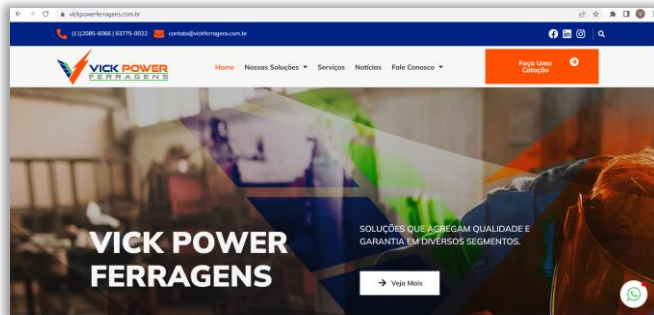 vickpowerferragens.com.br
(11)2085-6066 | 93775-0022 contato@vickferragens.com.br
VICK POWER
FERRAGENS
Home Nossas Soluções Serviços Notícias Fale Conosco
Faça Uma
Cotação
VICK POWER
FERRAGENS
SOLUÇÕES QUE AGREGAM QUALIDADE E
GARANTIA EM DIVERSOS SEGMENTOS.
Veja Mais